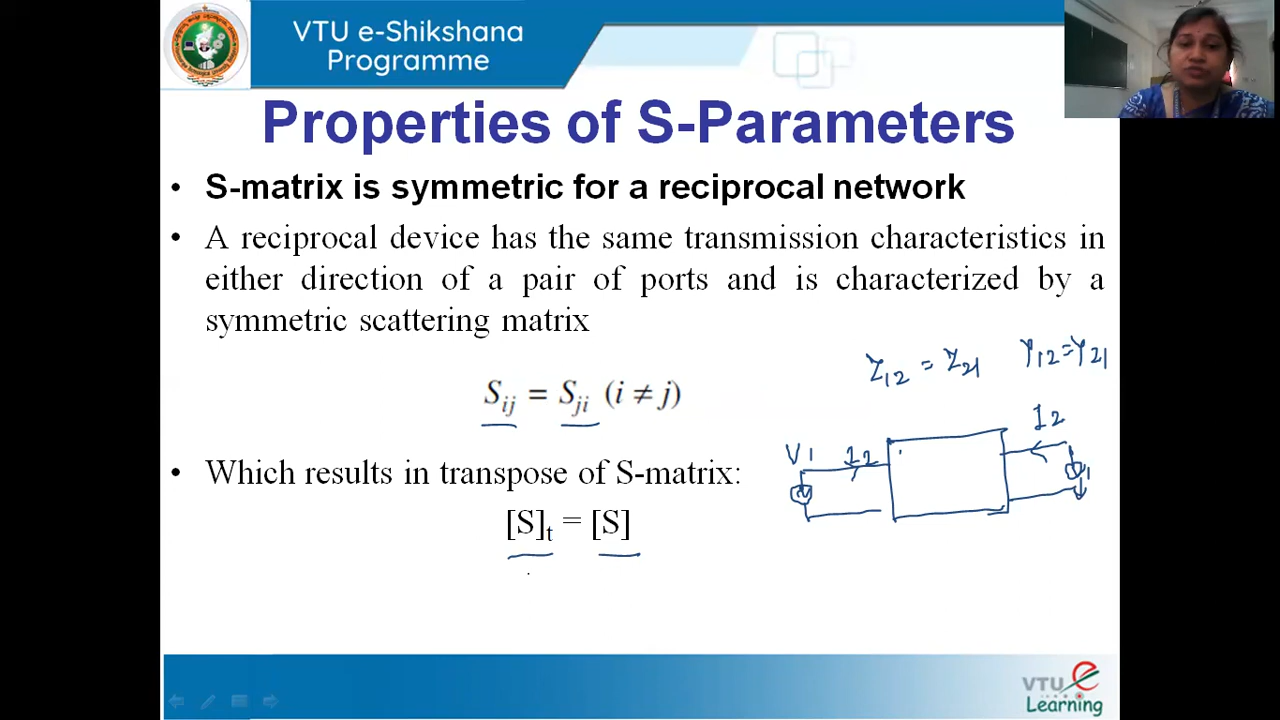 VTU e-Shikshana
Programme
Properties of S-Parameters
• S-matrix is symmetric for a reciprocal network
• A reciprocal device has the same transmission characteristics in
either direction of a pair of ports and is characterized by a
symmetric scattering matrix
Z12 = Z21 Y12=Y21
Sij = Sji (i ≠ j)
I2
V1 I2
• Which results in transpose of S-matrix:
[S]t = [S]
VTU e
Learning